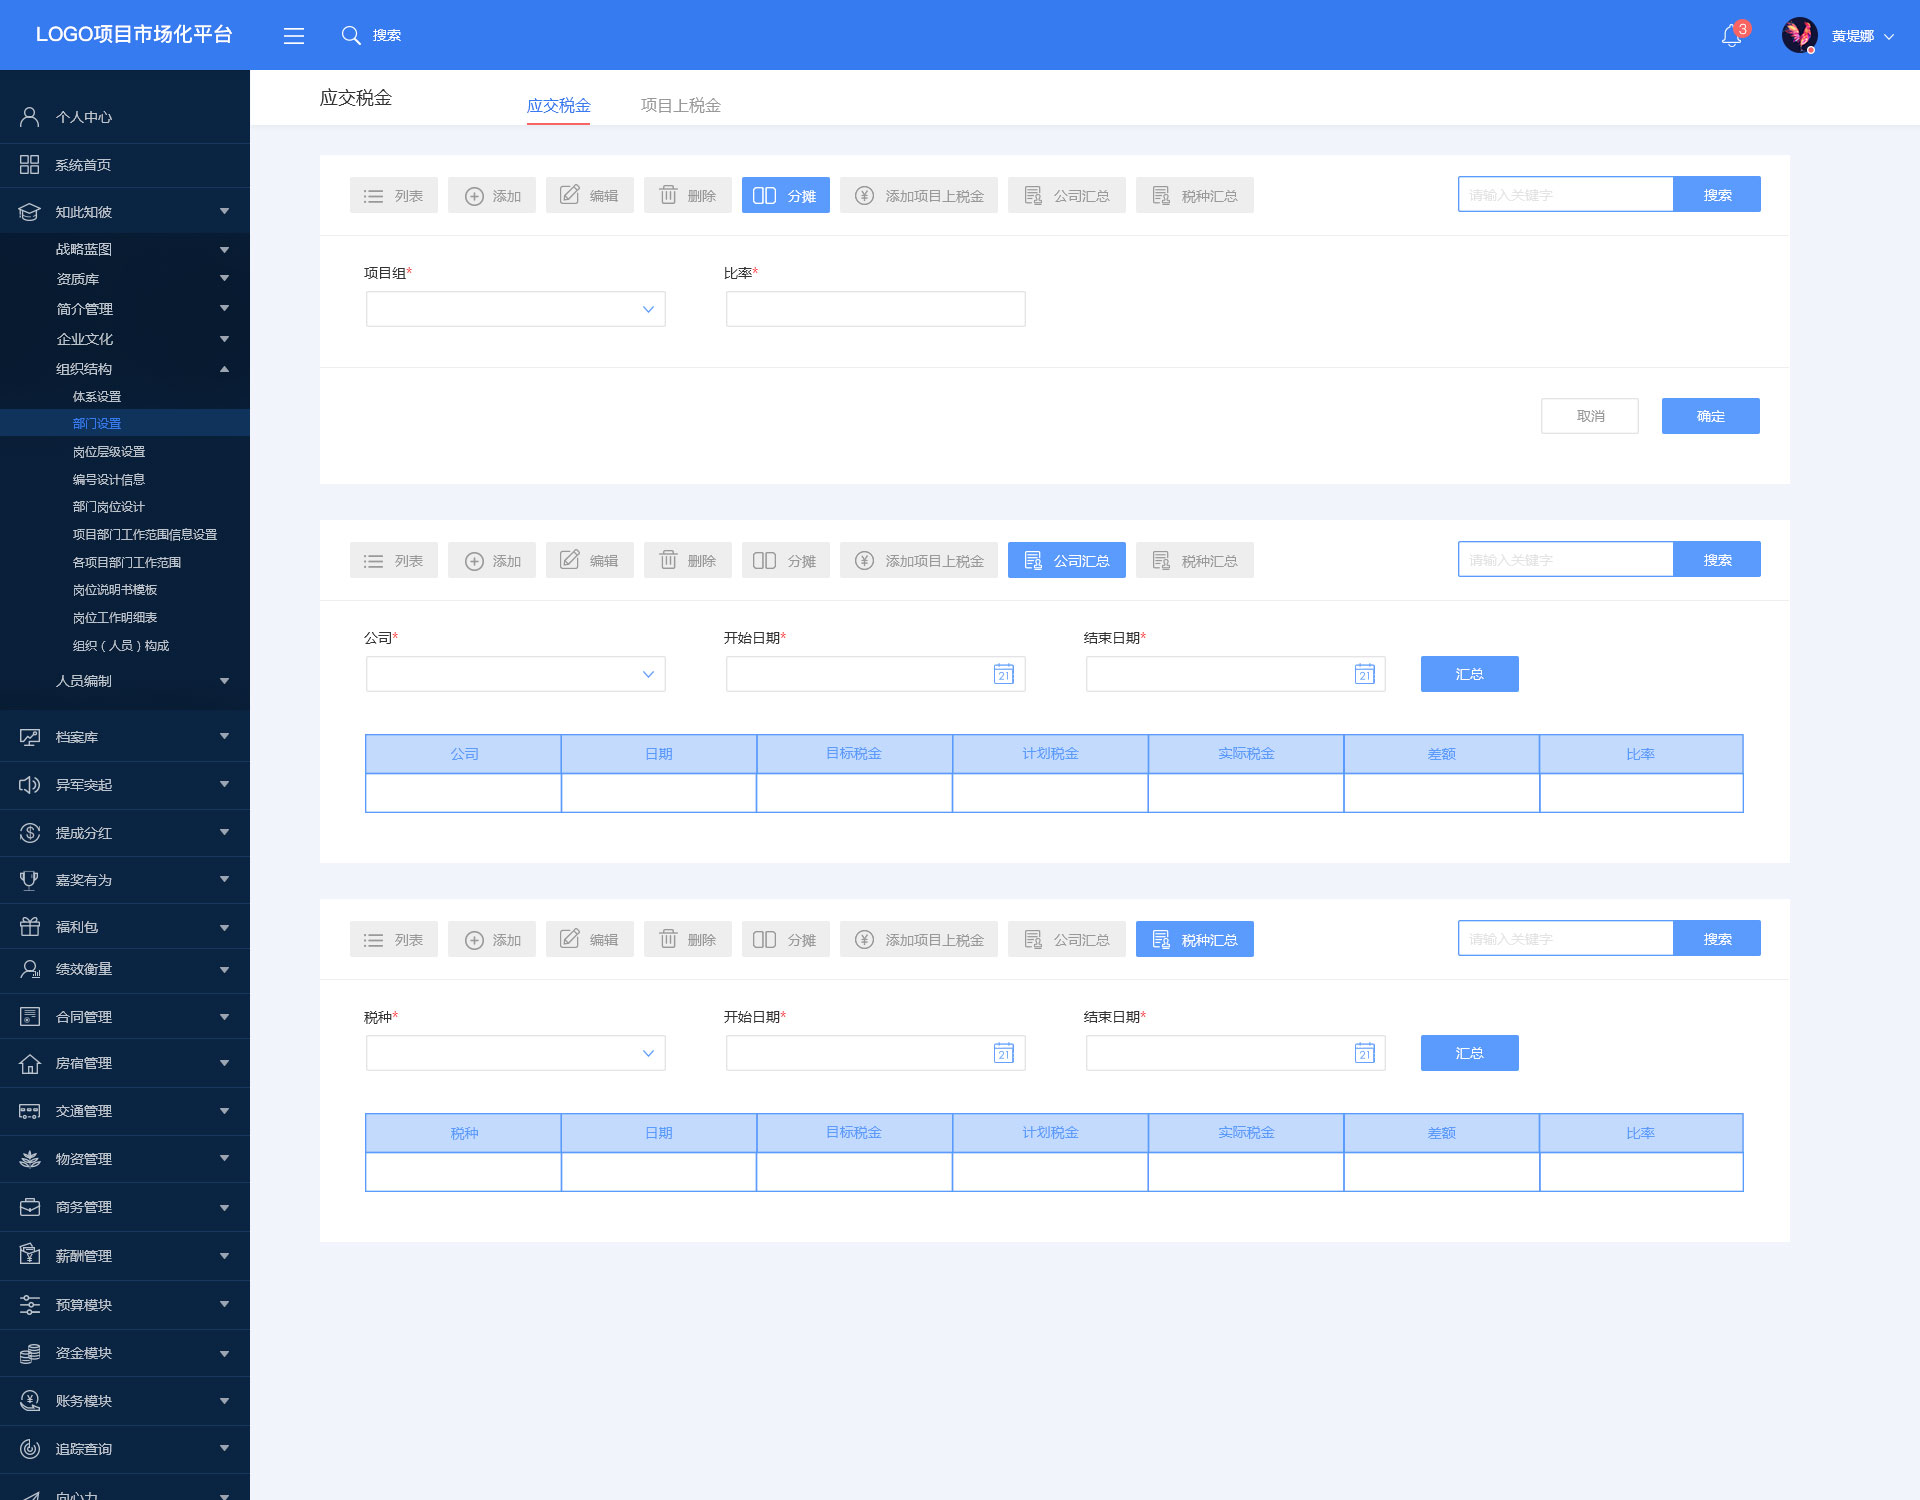 LOGO项目市场化平台
搜索
3
黄堤娜
个人中心
系统首页
知此知彼
战略蓝图
资质库
简介管理
企业文化
组织结构
体系设置
部门设置
岗位层级设置
编号设计信息
部门岗位设计
项目部门工作范围信息设置
各项目部门工作范围
岗位说明书模板
岗位工作明细表
组织（人员）构成
人员编制
档案库
异军突起
提成分红
嘉奖有为
福利包
绩效衡量
合同管理
房宿管理
交通管理
物资管理
商务管理
薪酬管理
预算模块
资金模块
账务模块
追踪查询
向心力
应交税金 应交税金 项目上税金
列表 添加 编辑 删除 分摊 添加项目上税金 公司汇总 税种汇总 请输入关键字 搜索
项目组* 比率*
取消 确定
列表 添加 编辑 删除 分摊 添加项目上税金 公司汇总 税种汇总 请输入关键字 搜索
公司* 开始日期* 结束日期*
21 21 汇总
公司 日期 目标税金 计划税金 实际税金 差额 比率
列表 添加 编辑 删除 分摊 添加项目上税金 公司汇总 税种汇总 请输入关键字 搜索
税种* 开始日期* 结束日期*
21 21 汇总
税种 日期 目标税金 计划税金 实际税金 差额 比率